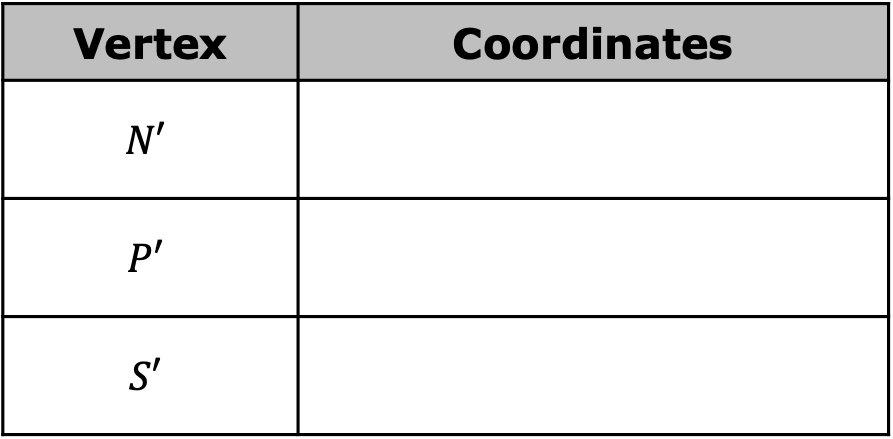 Vertex Coordinates
N′
P′
S′